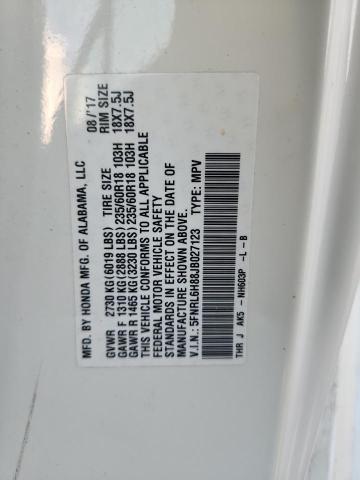 MFD. BY HONDA MFG. OF ALABAMA, LLC 08/'17
GVWR 2730 KG(6019 LBS) TIRE SIZE RIM SIZE
GAWR F 1310 KG(2888 LBS) 235/60R18 103H 18X7.5J
GAWR R 1465 KG(3230 LBS) 235/60R18 103H 18X7.5J
THIS VEHICLE CONFORMS TO ALL APPLICABLE
FEDERAL MOTOR VEHICLE SAFETY
STANDARDS IN EFFECT ON THE DATE OF
MANUFACTURE SHOWN ABOVE.
V.I.N.: 5FNRL6H88JB027123 TYPE: MPV
THR J AK5 - NH603P -L - B